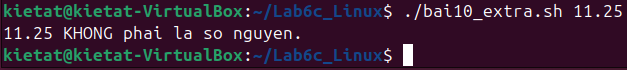 kietat@kietat-VirtualBox:~/Lab6c_Linux$ ./bai10_extra.sh 11.25
11.25 KHONG phai la so nguyen.
kietat@kietat-VirtualBox:~/Lab6c_Linux$